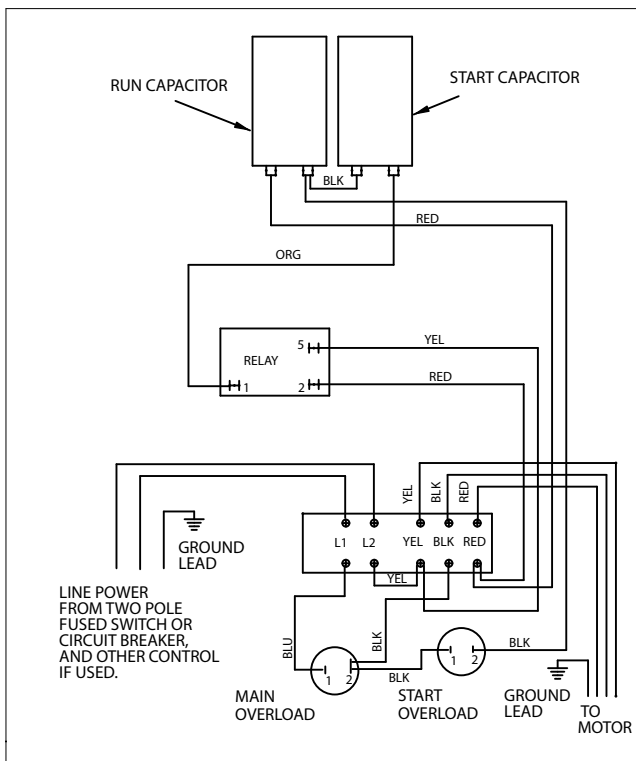 RUN CAPACITOR
START CAPACITOR
BLK
RED
ORG
5
YEL
RELAY
1
2
RED
YEL
BLK
RED
GROUND
LEAD
L1
L2
YEL
BLK
RED
YEL
LINE POWER
FROM TWO POLE
FUSED SWITCH OR
CIRCUIT BREAKER,
AND OTHER CONTROL
IF USED.
BLU
BLK
BLK
1
2
1
2
BLK
MAIN
OVERLOAD
START
OVERLOAD
GROUND
LEAD
TO
MOTOR